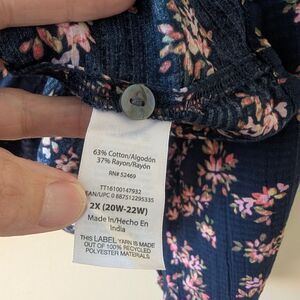 63% Cotton/Algodón
37% Rayon/Rayón
RN# 52469
TT16100147932
EAN/UPC 0 887512295335
2X (20W-22W)
Made In/Hecho En
India
THIS LABEL YARN IS MADE
OUT OF 100% RECYCLED
POLYESTER MATERIALS